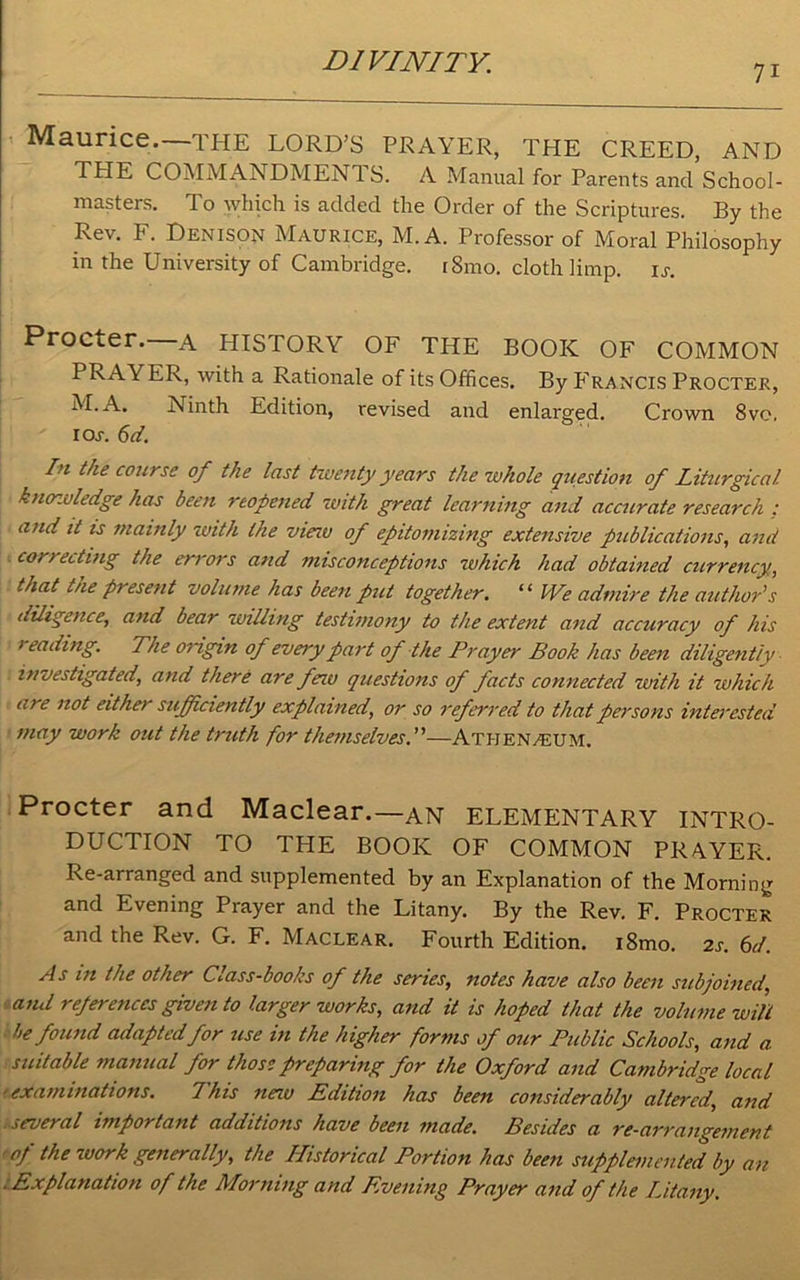 DIVINITY.
71
Maurice.—THE LORD'S PRAYER, THE CREED, AND
THE COMMANDMENTS. A Manual for Parents and School-
masters. To which is added the Order of the Scriptures. By the
Rev. F. DENISON MAURICE, M.A. Professor of Moral Philosophy
in the University of Cambridge. 18mo. cloth limp. 1s.
Procter.—A HISTORY OF THE BOOK OF COMMON
PRAYER, with a Rationale of its Offices. By FRANCIS PROCTER,
M.A. Ninth Edition, revised and enlarged. Crown 8vo.
10s. 6d.
In the course of the last twenty years the whole question of Liturgical
knowledge has been reopened with great learning and accurate research ;
and it is mainly with the view of epitomizing extensive publications, and
correcting the errors and misconceptions which had obtained currency,
that the present volume has been put together. “ We admire the author's
diligence, and bear willing testimony to the extent and accuracy of his
reading. The origin of every part of the Prayer Book has been diligently
investigated, and there are few questions of facts connected with it which
are not either sufficiently explained, or so referred to that persons interested
may work out the truth for themselves.”—ATHENÆUM.
Procter and Maclear.—AN ELEMENTARY INTRO-
DUCTION TO THE BOOK OF COMMON PRAYER.
Re-arranged and supplemented by an Explanation of the Morning
and Evening Prayer and the Litany. By the Rev. F. PROCTER
and the Rev. G. F. MACLEAR. Fourth Edition. 18mo. 2s. 6d.
As in the other Class-books of the series, notes have also been subjoined,
and references given to larger works, and it is hoped that the volume will
be found adapted for use in the higher forms of our Public Schools, and a
suitable manual for those preparing for the Oxford and Cambridge local
examinations. This new Edition has been considerably altered, and
several important additions have been made. Besides a re-arrangement
of the work generally, the Historical Portion has been supplemented by an
Explanation of the Morning and Evening Prayer and of the Litany.